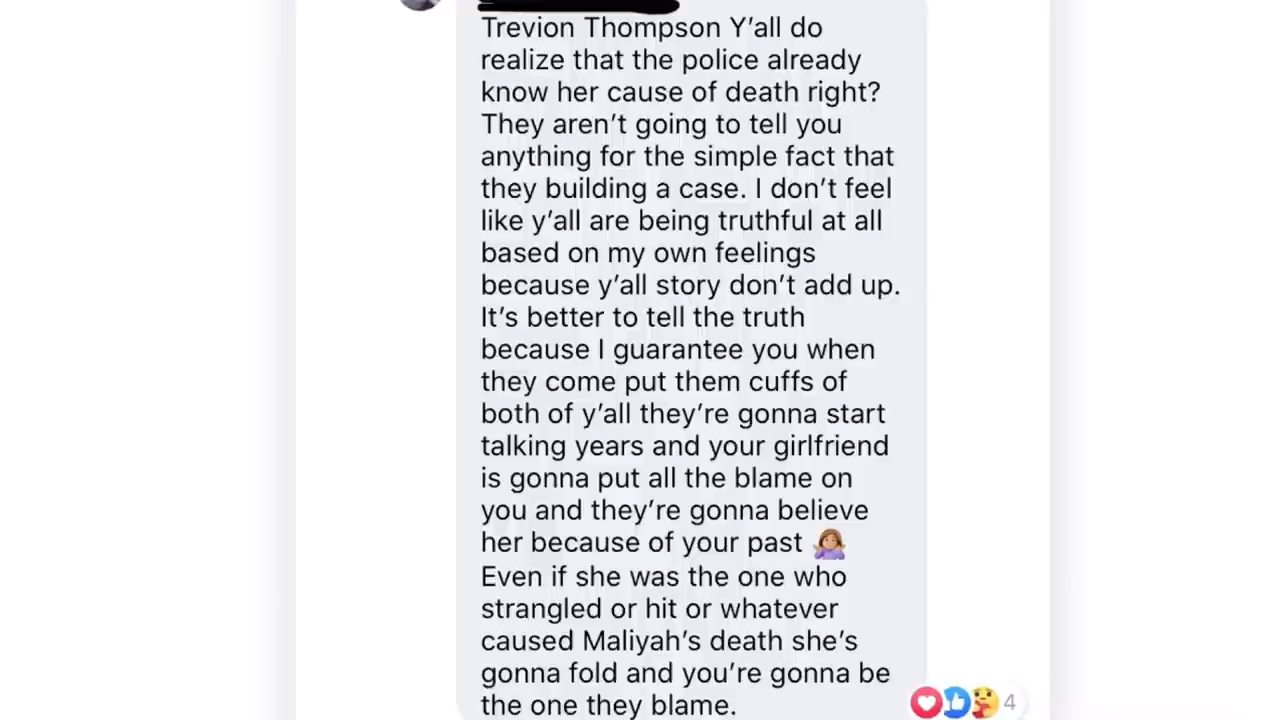 Trevion Thompson Y'all do
realize that the police already
know her cause of death right?
They aren't going to tell you
anything for the simple fact that
they building a case. I don't feel
like y'all are being truthful at all
based on my own feelings
because y'all story don't add up.
It's better to tell the truth
because I guarantee you when
they come put them cuffs of
both of y'all they're gonna start
talking years and your girlfriend
is gonna put all the blame on
you and they're gonna believe
her because of your past 🤷🏽‍♀️
Even if she was the one who
strangled or hit or whatever
caused Maliyah's death she's
gonna fold and you're gonna be
the one they blame.
4